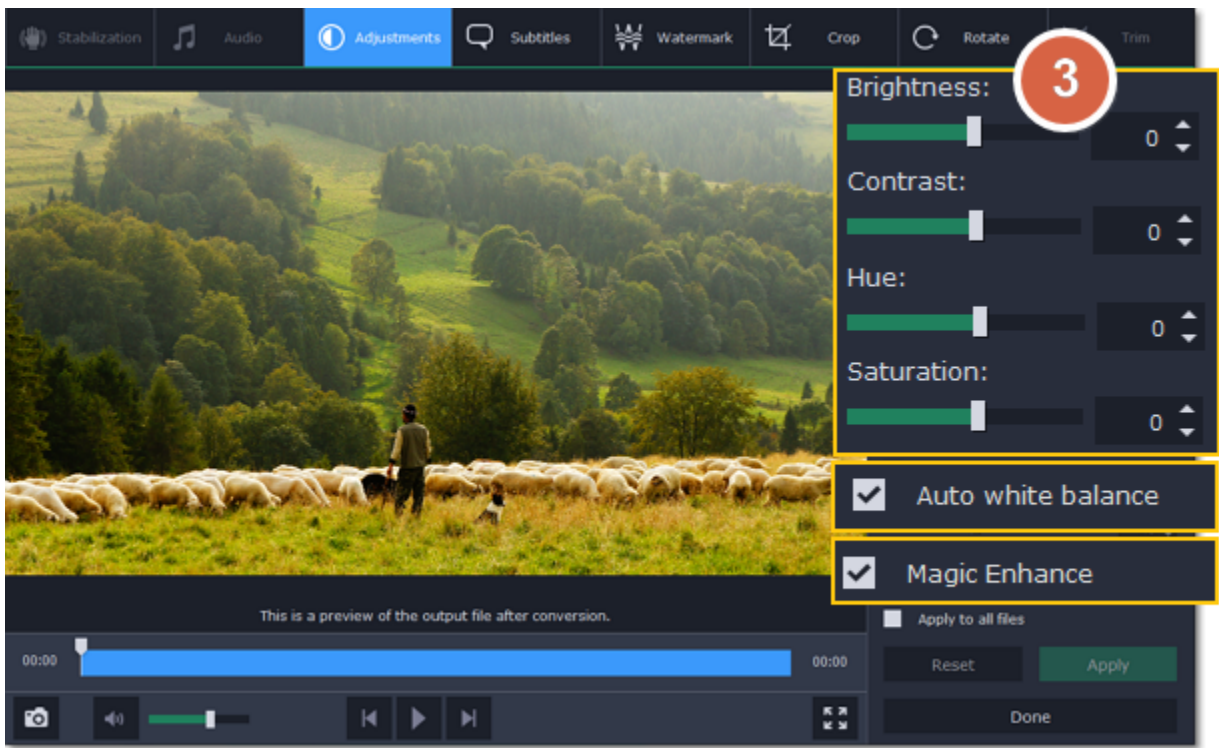 Stabilization Audio Adjustments Subtitles Watermark Crop Rotate Trim
3
Brightness:
0
Contrast:
0
Hue:
0
Saturation:
0
Auto white balance
Magic Enhance
This is a preview of the output file after conversion.
Apply to all files
00:00 00:00
Reset Apply
Done